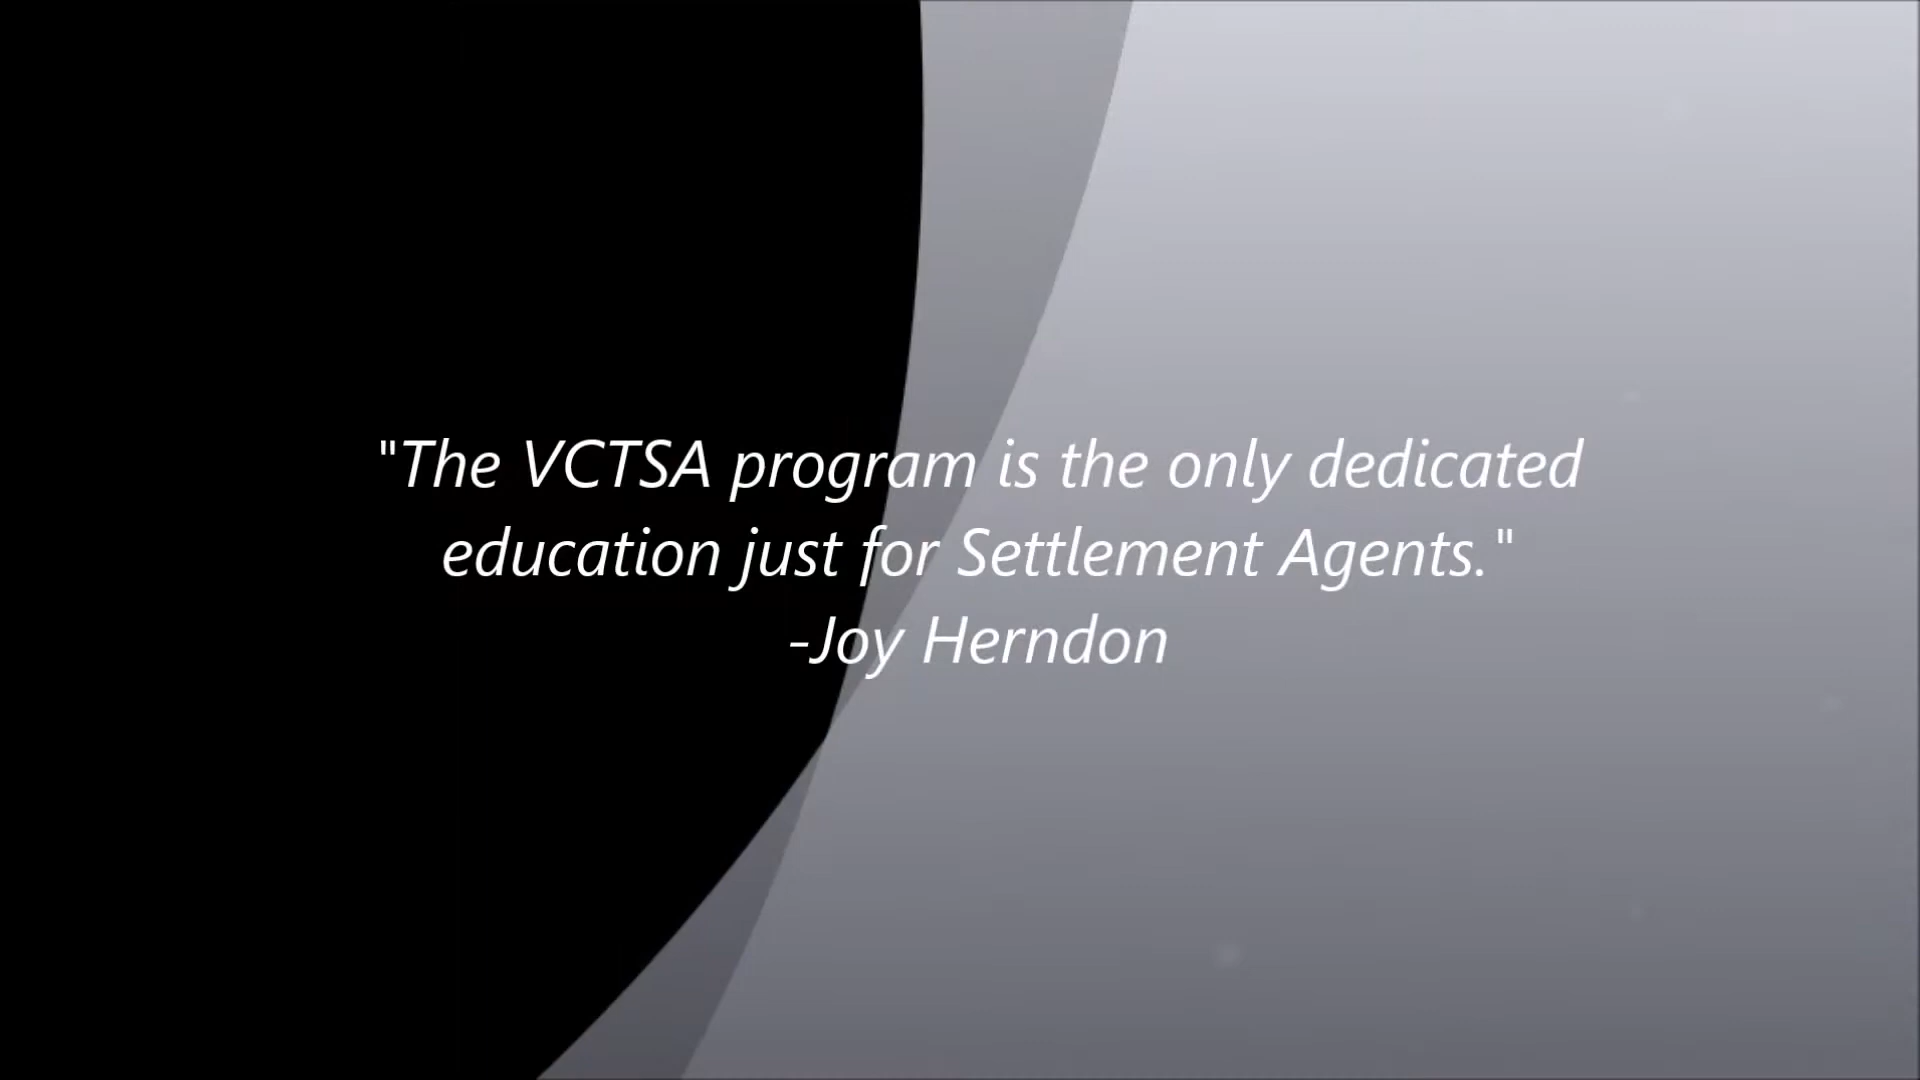 "The VCTSA program is the only dedicated
education just for Settlement Agents."
-Joy Herndon